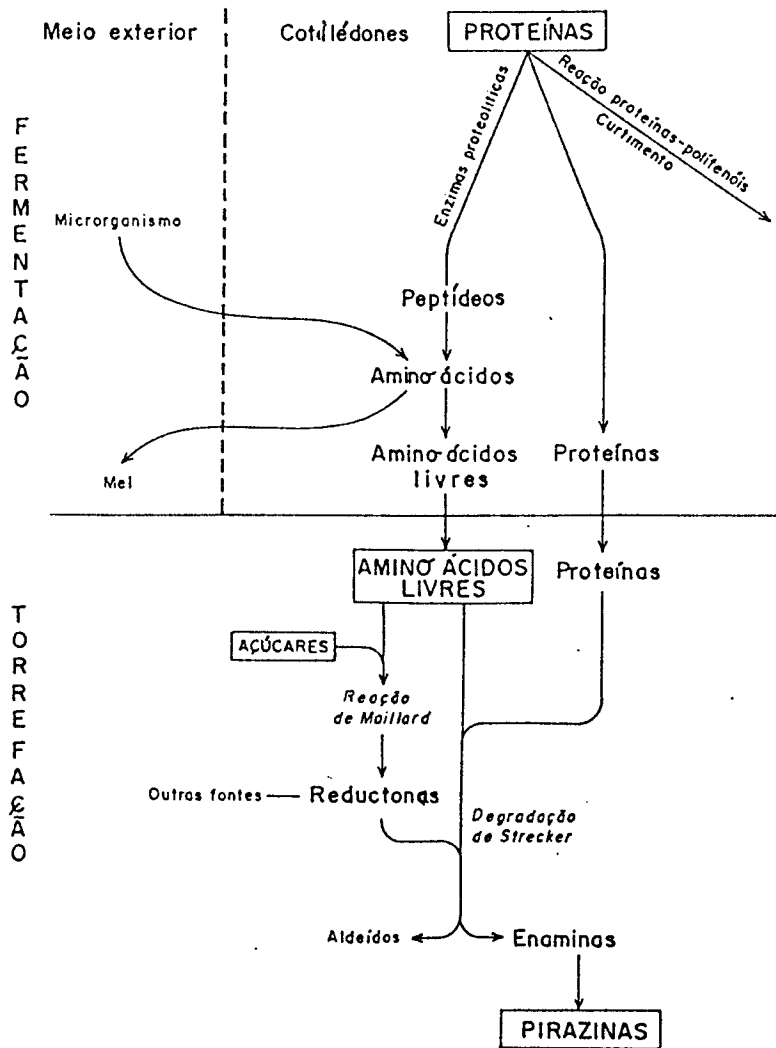 Meio exterior
Cotilédones
PROTEÍNAS
Enzimas proteolíticas
Reação proteínas-polifenóis
Curtimento
FERMENTAÇÃO
Microrganismo
Peptídeos
Amino-ácidos
Mel
Amino-ácidos
livres
Proteínas
AMINO ÁCIDOS
LIVRES
Proteínas
TORREFAÇÃO
AÇÚCARES
Reação
de Maillard
Outras fontes
Reductonas
Degradação
de Strecker
Aldeídos
Enaminas
PIRAZINAS